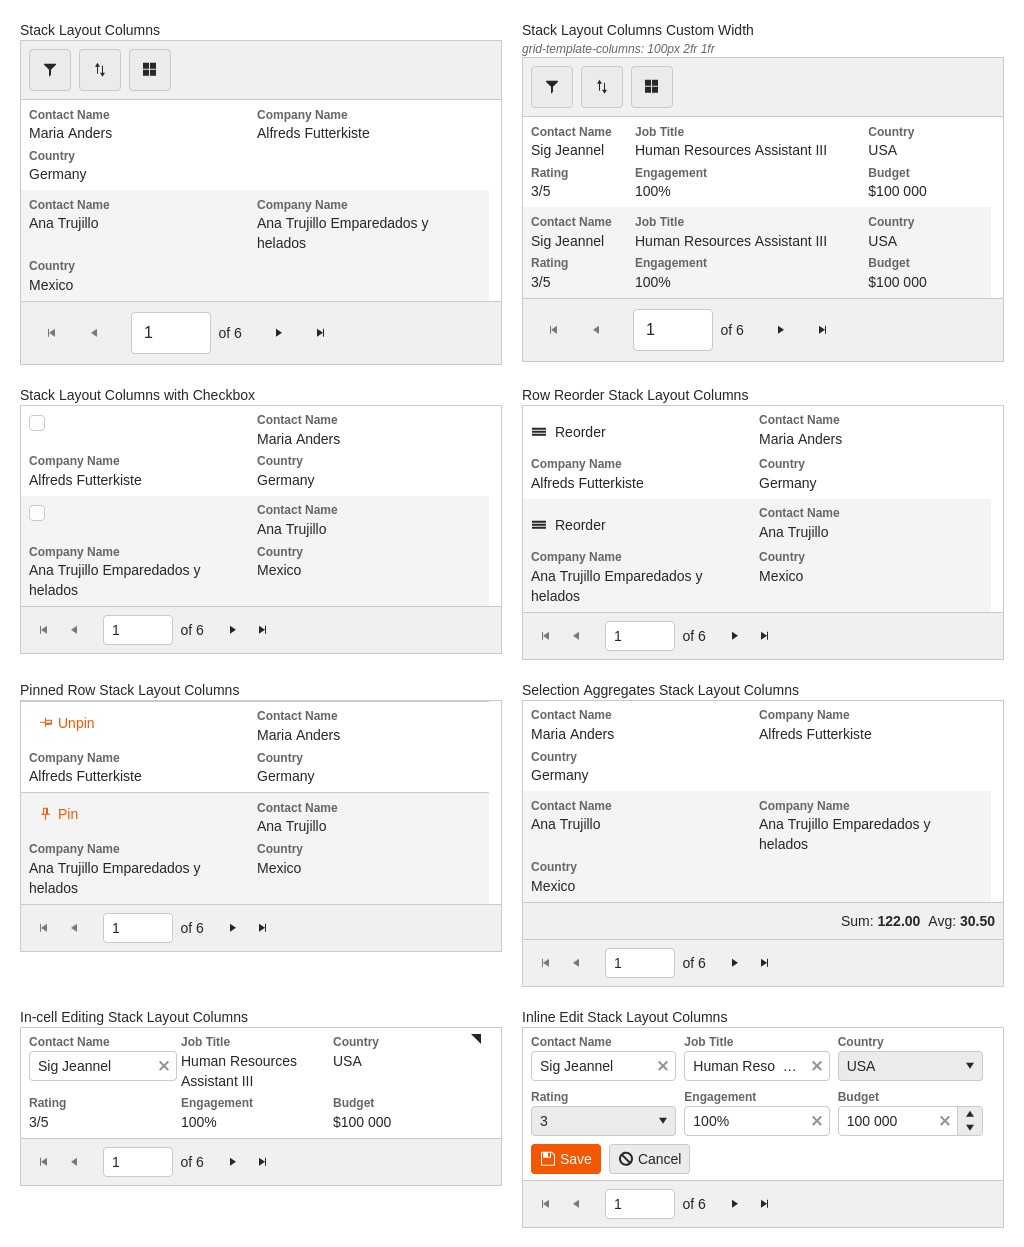 Stack Layout Columns
Contact Name Company Name
Maria Anders Alfreds Futterkiste
Country
Germany
Contact Name Company Name
Ana Trujillo Ana Trujillo Emparedados y
helados
Country
Mexico
1 of 6
Stack Layout Columns Custom Width
grid-template-columns: 100px 2fr 1fr
Contact Name Job Title Country
Sig Jeannel Human Resources Assistant III USA
Rating Engagement Budget
3/5 100% $100 000
Contact Name Job Title Country
Sig Jeannel Human Resources Assistant III USA
Rating Engagement Budget
3/5 100% $100 000
1 of 6
Stack Layout Columns with Checkbox
Contact Name
Maria Anders
Company Name Country
Alfreds Futterkiste Germany
Contact Name
Ana Trujillo
Company Name Country
Ana Trujillo Emparedados y Mexico
helados
1 of 6
Row Reorder Stack Layout Columns
Contact Name
Reorder
Maria Anders
Company Name Country
Alfreds Futterkiste Germany
Contact Name
Reorder
Ana Trujillo
Company Name Country
Ana Trujillo Emparedados y Mexico
helados
1 of 6
Pinned Row Stack Layout Columns
Contact Name
Unpin
Maria Anders
Company Name Country
Alfreds Futterkiste Germany
Contact Name
Pin
Ana Trujillo
Company Name Country
Ana Trujillo Emparedados y Mexico
helados
1 of 6
Selection Aggregates Stack Layout Columns
Contact Name Company Name
Maria Anders Alfreds Futterkiste
Country
Germany
Contact Name Company Name
Ana Trujillo Ana Trujillo Emparedados y
helados
Country
Mexico
Sum: 122.00 Avg: 30.50
1 of 6
In-cell Editing Stack Layout Columns
Contact Name Job Title Country
Sig Jeannel Human Resources USA
Assistant III
Rating Engagement Budget
3/5 100% $100 000
1 of 6
Inline Edit Stack Layout Columns
Contact Name Job Title Country
Sig Jeannel Human Reso … USA
Rating Engagement Budget
3 100% 100 000
Save Cancel
1 of 6